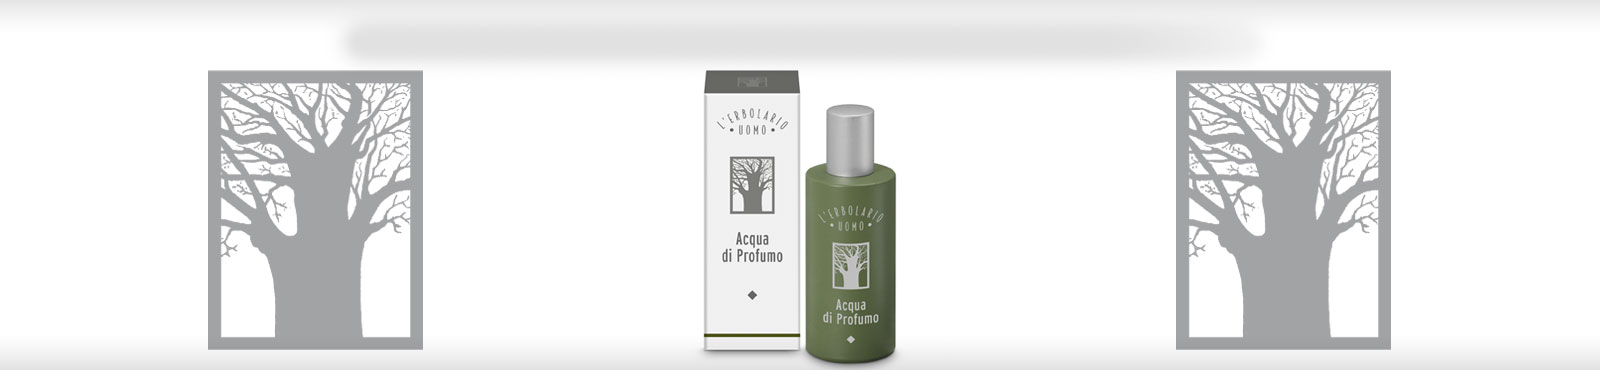 L'ERBOLARIO
• UOMO •
Acqua
di Profumo
L'ERBOLARIO
• UOMO •
Acqua
di Profumo